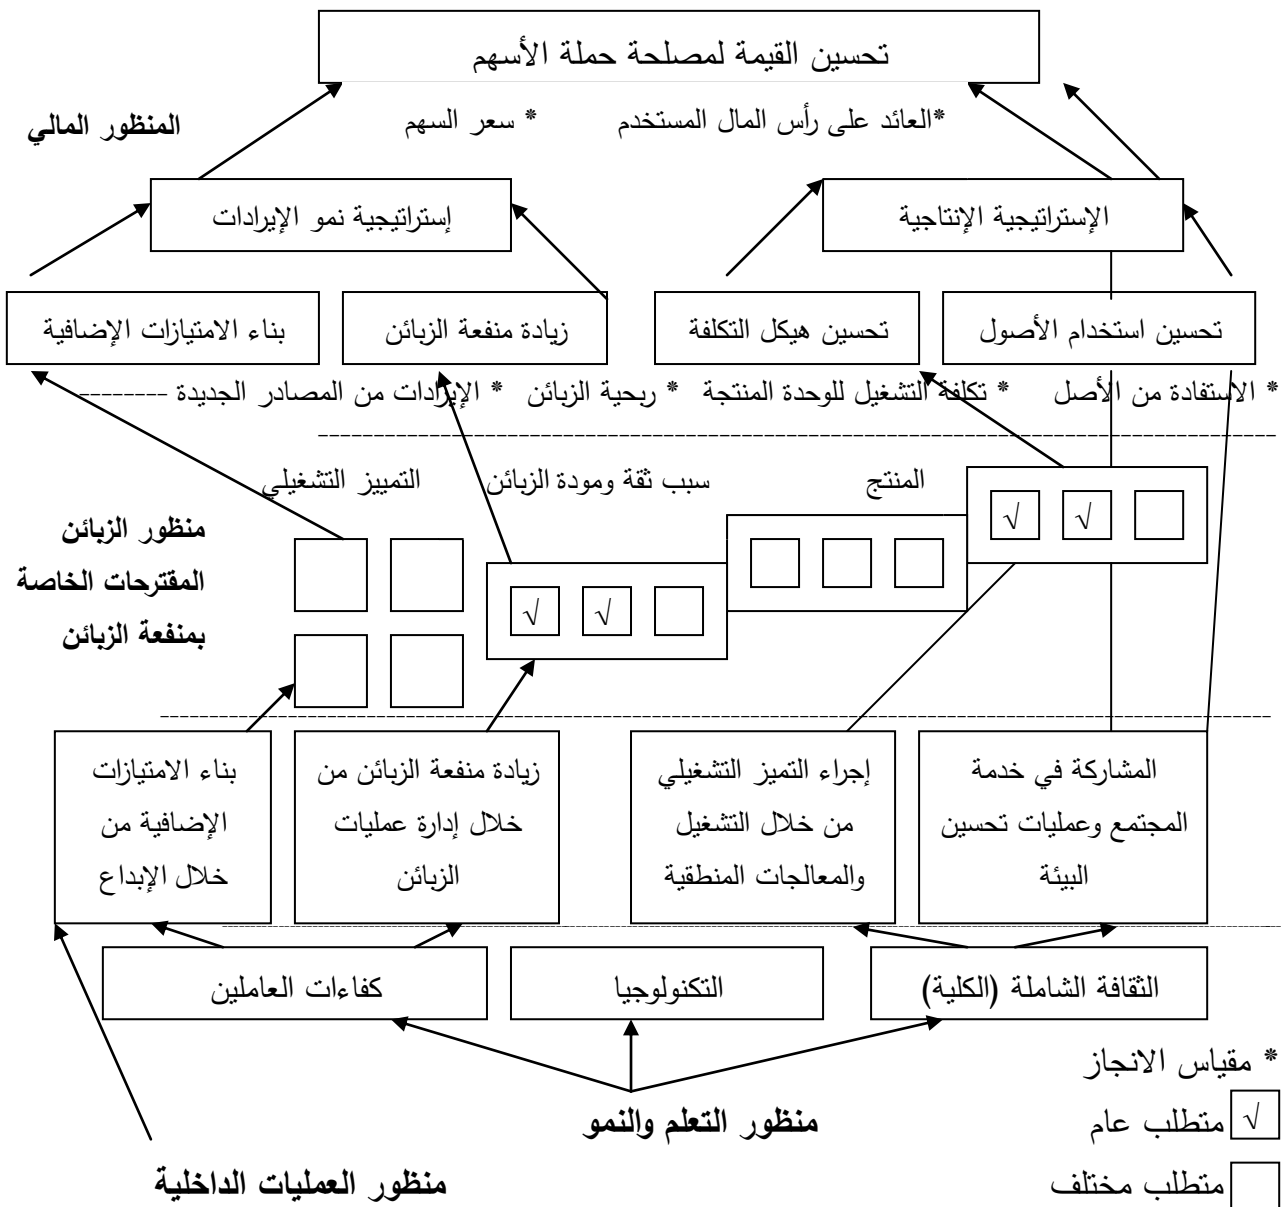 تحسين القيمة لمصلحة حملة الأسهم
*العائد على رأس المال المستخدم
* سعر السهم
المنظور المالي
الإستراتيجية الإنتاجية
إستراتيجية نمو الإيرادات
تحسين استخدام الأصول
تحسين هيكل التكلفة
زيادة منفعة الزبائن
بناء الامتيازات الإضافية
* الاستفادة من الأصل * تكلفة التشغيل للوحدة المنتجة * ربحية الزبائن * الإيرادات من المصادر الجديدة --------
المنتج
سبب ثقة ومودة الزبائن
التمييز التشغيلي
√ √
√ √
منظور الزبائن
المقترحات الخاصة
بمنفعة الزبائن
المشاركة في خدمة
المجتمع وعمليات تحسين
البيئة
إجراء التميز التشغيلي
من خلال التشغيل
والمعالجات المنطقية
زيادة منفعة الزبائن من
خلال إدارة عمليات
الزبائن
بناء الامتيازات
الإضافية من
خلال الإبداع
الثقافة الشاملة (الكلية)
التكنولوجيا
كفاءات العاملين
* مقياس الانجاز
√ متطلب عام
متطلب مختلف
منظور التعلم والنمو
منظور العمليات الداخلية